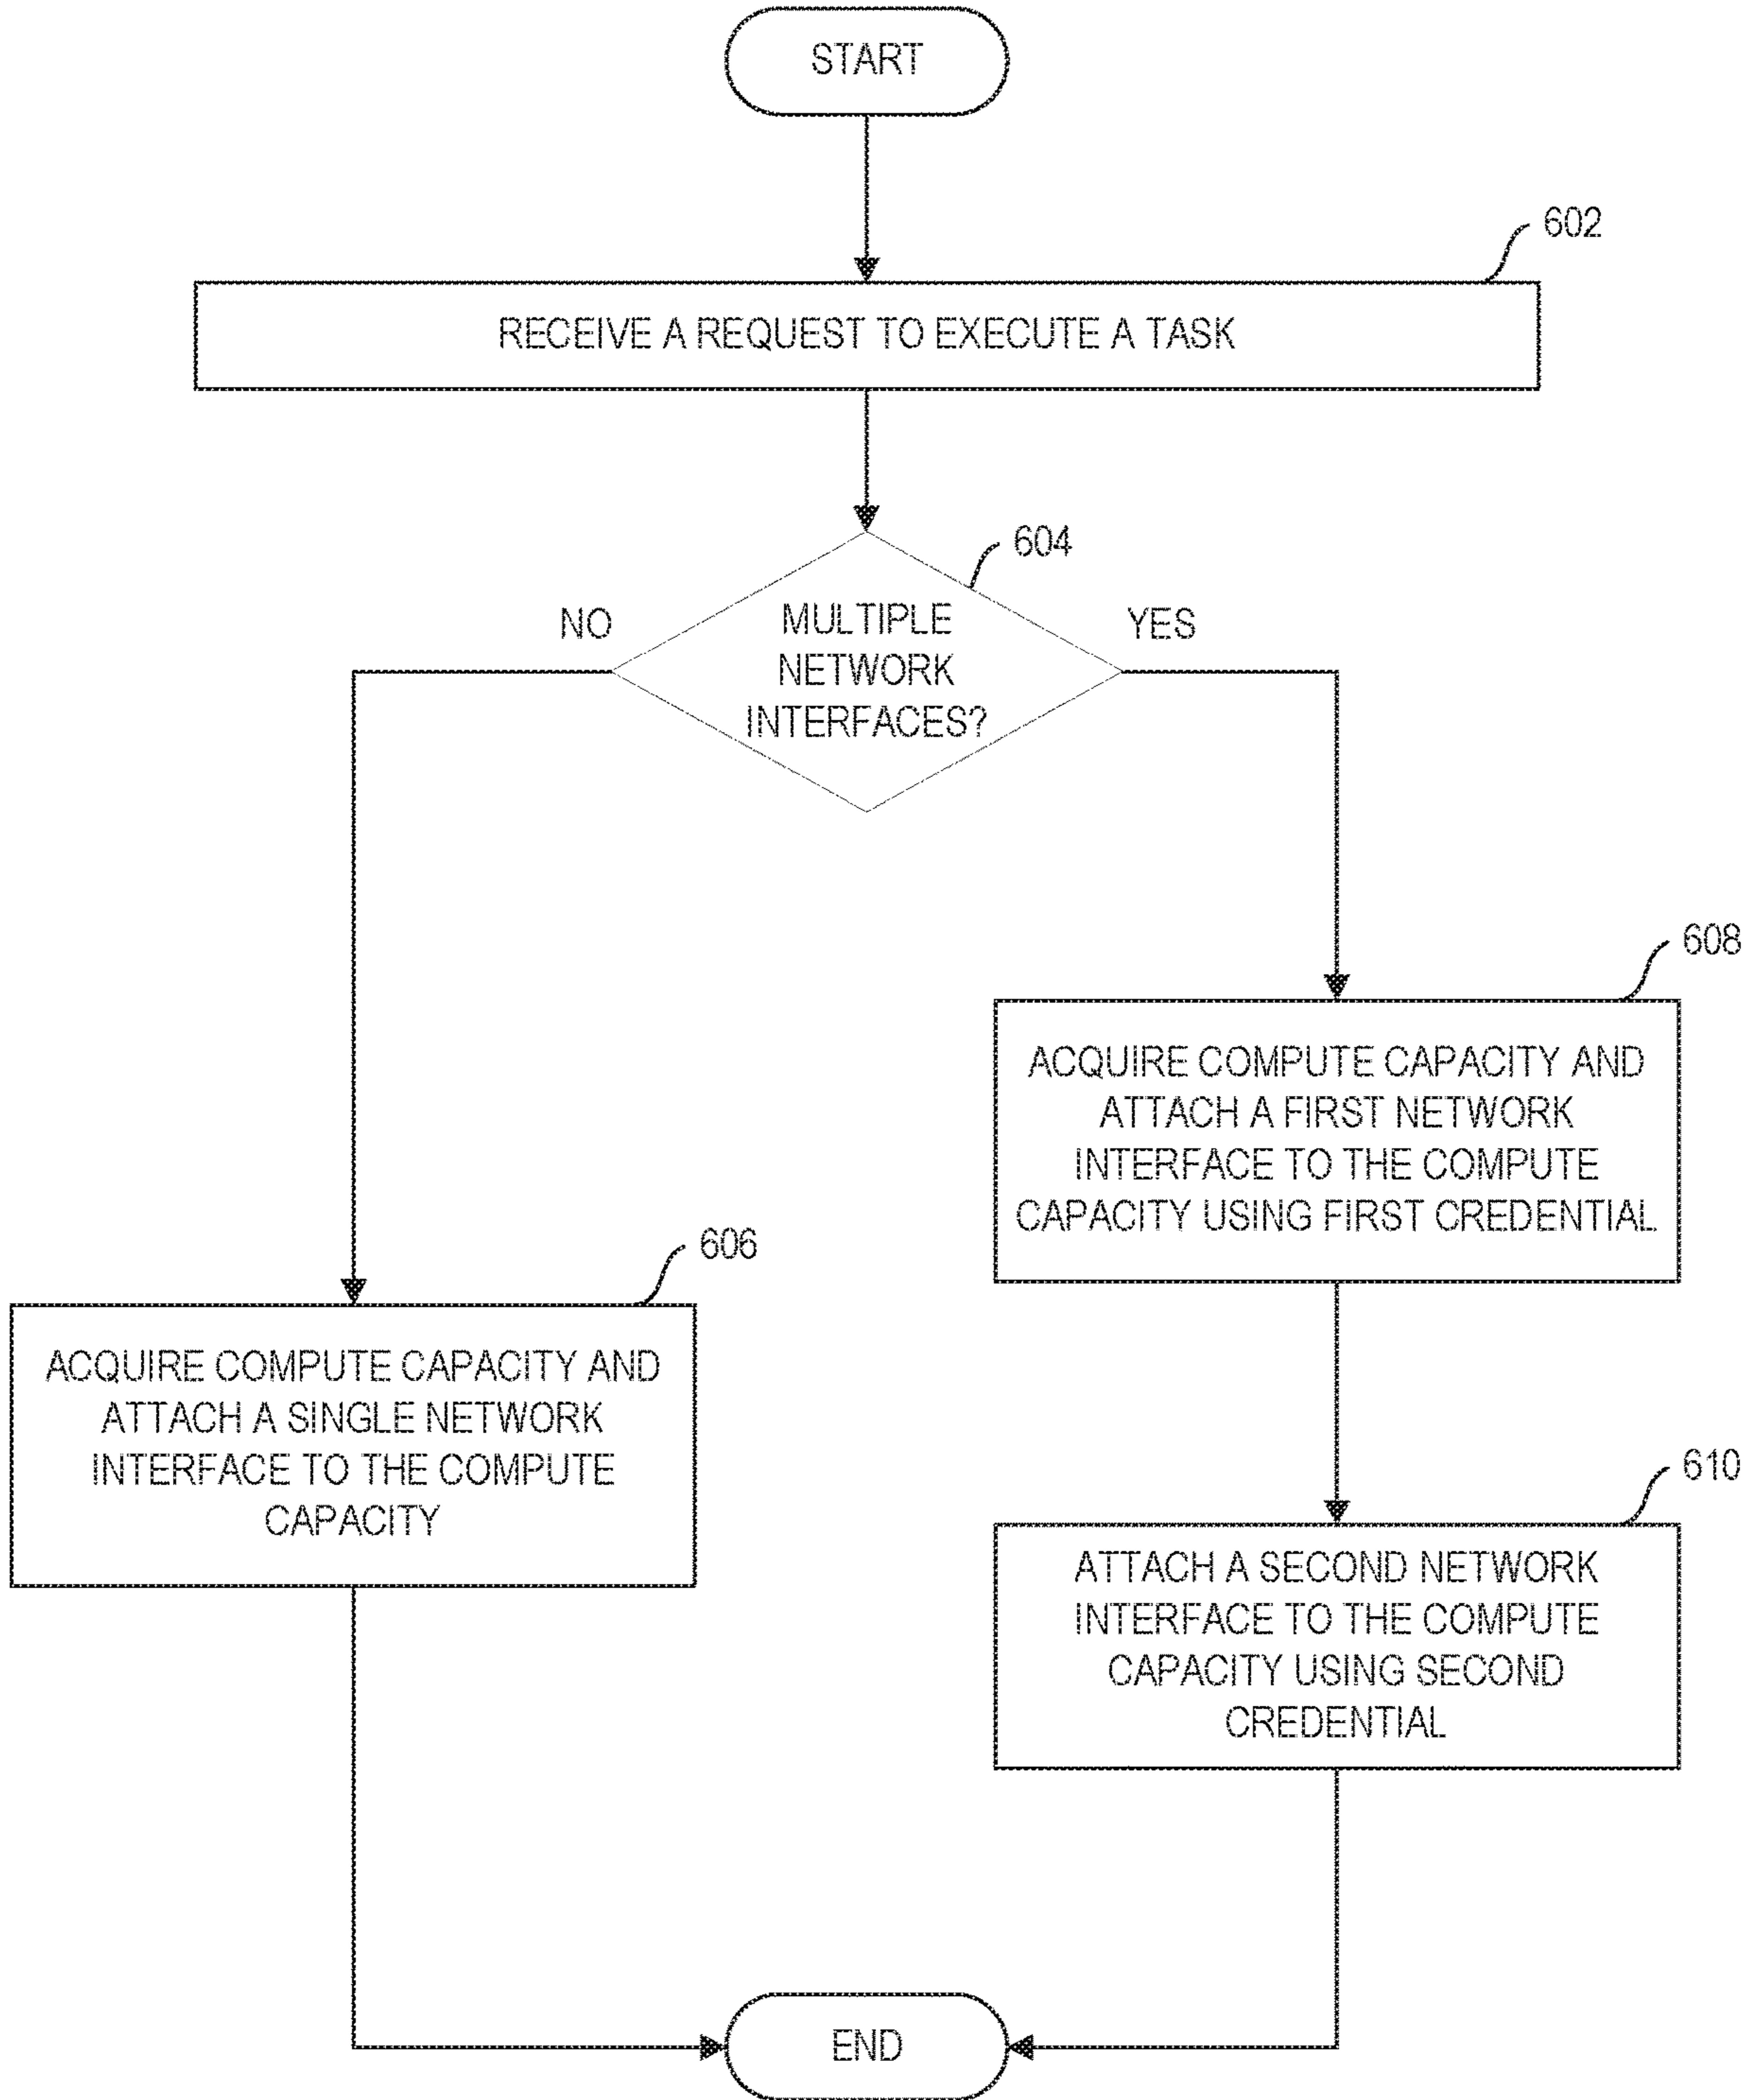 START
602
RECEIVE A REQUEST TO EXECUTE A TASK
604
NO
MULTIPLE
NETWORK
INTERFACES?
YES
608
ACQUIRE COMPUTE CAPACITY AND
ATTACH A FIRST NETWORK
INTERFACE TO THE COMPUTE
CAPACITY USING FIRST CREDENTIAL
606
ACQUIRE COMPUTE CAPACITY AND
ATTACH A SINGLE NETWORK
INTERFACE TO THE COMPUTE
CAPACITY
610
ATTACH A SECOND NETWORK
INTERFACE TO THE COMPUTE
CAPACITY USING SECOND
CREDENTIAL
END